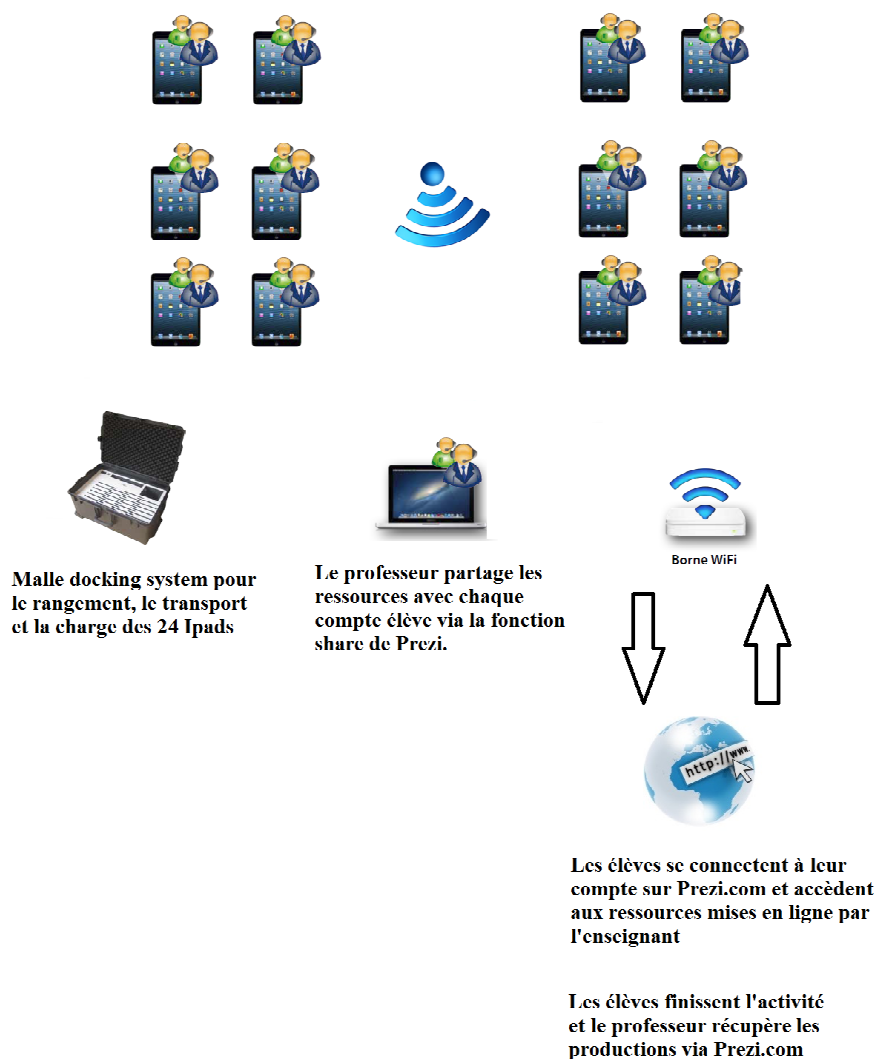 Malle docking system pour
le rangement, le transport
et la charge des 24 Ipads
Le professeur partage les
ressources avec chaque
compte élève via la fonction
share de Prezi.
Borne WiFi
http://www.
Les élèves se connectent à leur
compte sur Prezi.com et accèdent
aux ressources mises en ligne par
l'enseignant
Les élèves finissent l'activité
et le professeur récupère les
productions via Prezi.com